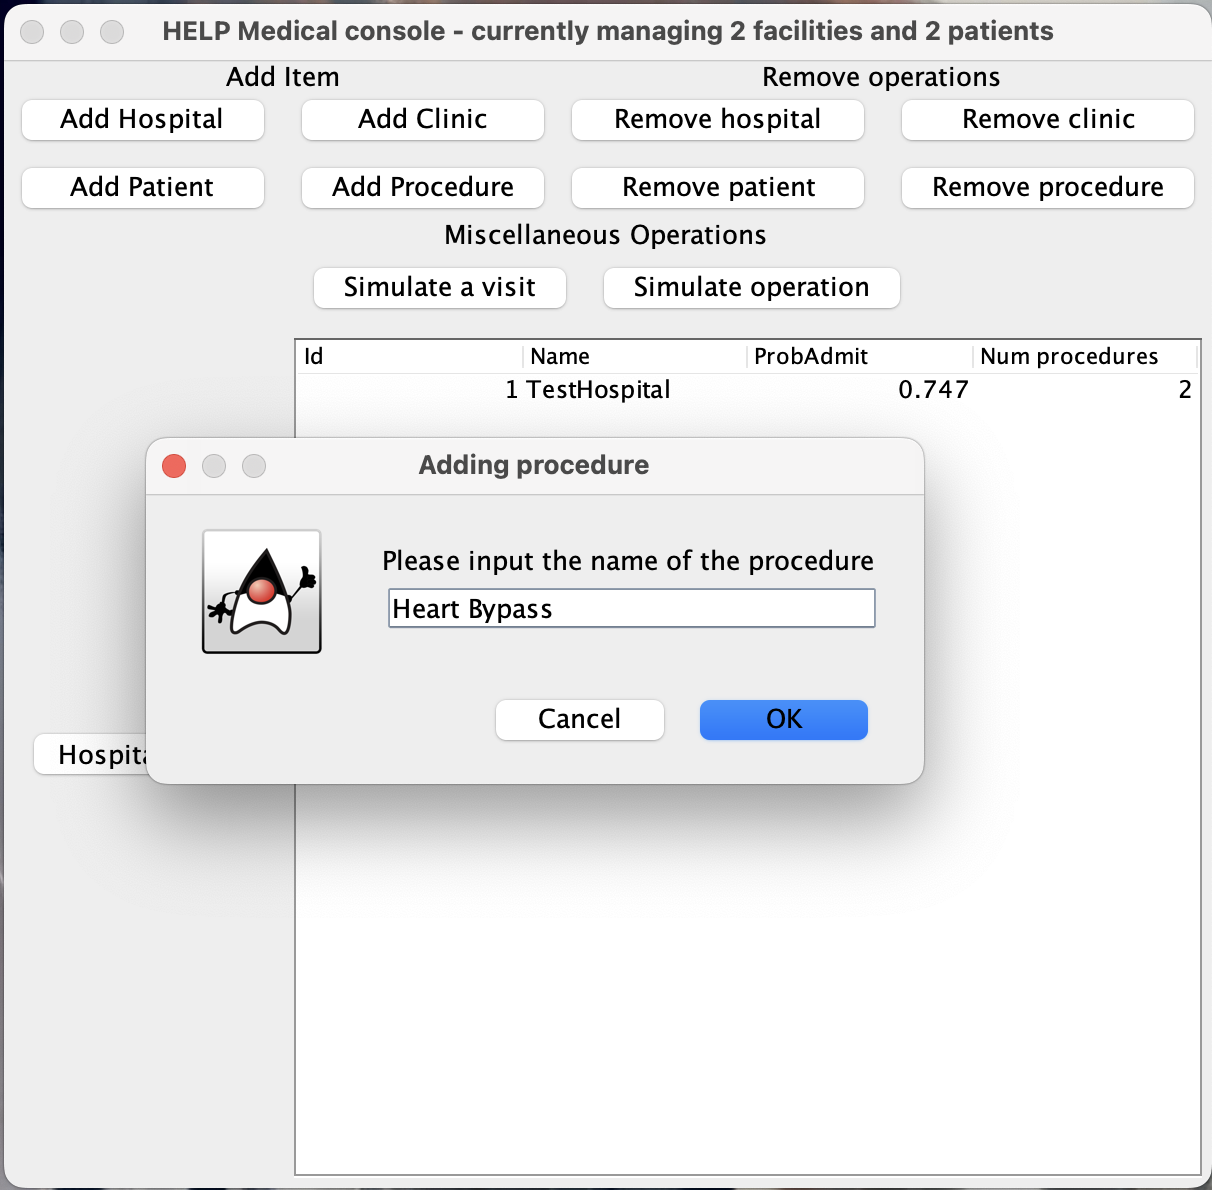 HELP Medical console - currently managing 2 facilities and 2 patients
Add Item Remove operations
Add Hospital Add Clinic Remove hospital Remove clinic
Add Patient Add Procedure Remove patient Remove procedure
Miscellaneous Operations
Simulate a visit Simulate operation
Id Name ProbAdmit Num procedures
1 TestHospital 0.747 2
Adding procedure
Please input the name of the procedure
Heart Bypass
Cancel OK